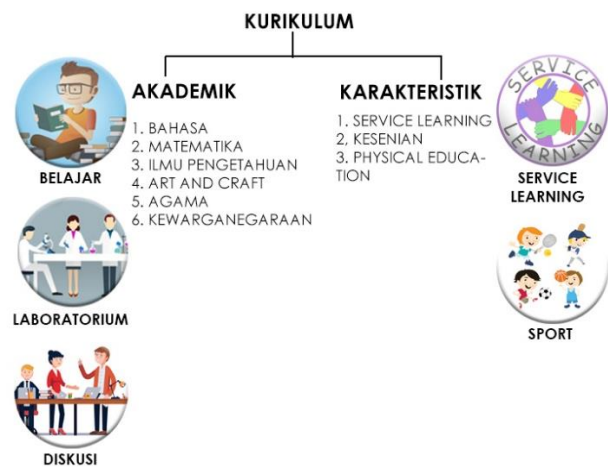 KURIKULUM
AKADEMIK
1. BAHASA
2. MATEMATIKA
3. ILMU PENGETAHUAN
4. ART AND CRAFT
5. AGAMA
6. KEWARGANEGARAAN
KARAKTERISTIK
1. SERVICE LEARNING
2, KESENIAN
3. PHYSICAL EDUCA-
TION
BELAJAR
LABORATORIUM
DISKUSI
SERVICE
LEARNING
SERVICE
LEARNING
SPORT